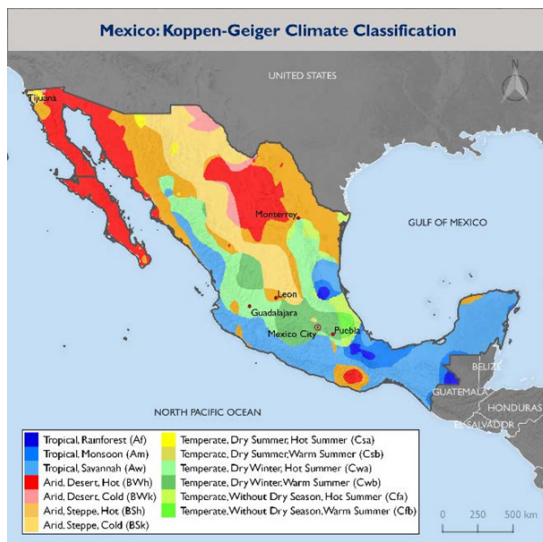 Mexico: Koppen-Geiger Climate Classification
UNITED STATES
N
Tijuana
Monterrey
GULF OF MEXICO
Leon
Guadalajara
Mexico City
Puebla
BELIZE
GUATEMALA
HONDURAS
EL SALVADOR
NORTH PACIFIC OCEAN
Tropical, Rainforest (Af)
Tropical, Monsoon (Am)
Tropical, Savannah (Aw)
Arid, Desert, Hot (BWh)
Arid, Desert, Cold (BWk)
Arid, Steppe, Hot (BSh)
Arid, Steppe, Cold (BSk)
Temperate, Dry Summer, Hot Summer (Csa)
Temperate, Dry Summer, Warm Summer (Csb)
Temperate, Dry Winter, Hot Summer (Cwa)
Temperate, Dry Winter, Warm Summer (Cwb)
Temperate, Without Dry Season, Hot Summer (Cfa)
Temperate, Without Dry Season, Warm Summer (Cfb)
0 250 500 km